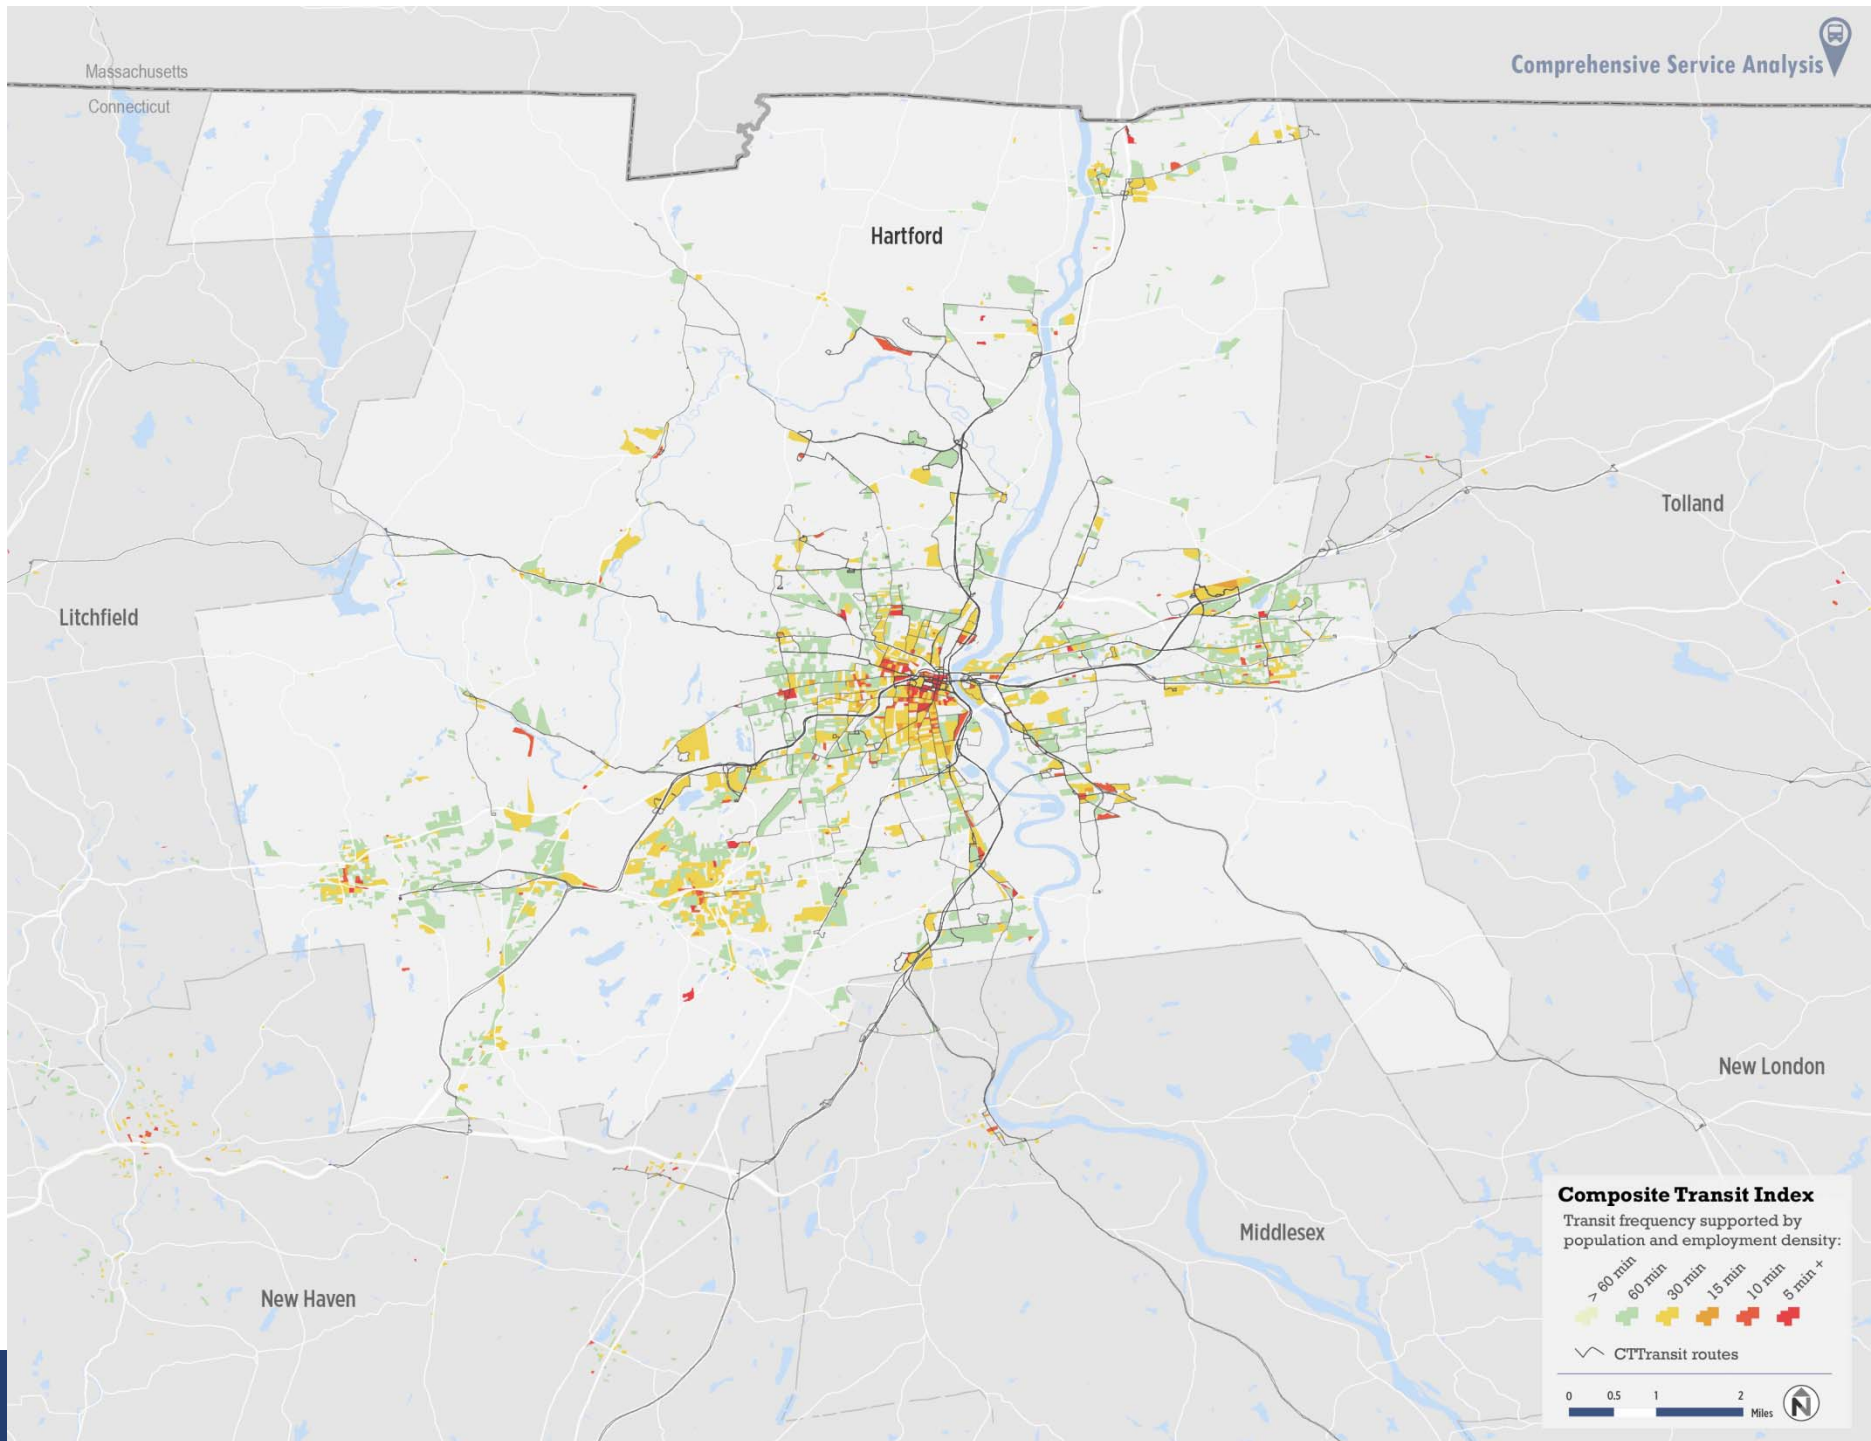 Massachusetts
Connecticut
Comprehensive Service Analysis
Hartford
Tolland
Litchfield
New London
Middlesex
New Haven
Composite Transit Index
Transit frequency supported by
population and employment density:
> 60 min
60 min
30 min
15 min
10 min
5 min +
CTTransit routes
0 0.5 1 2
Miles
N